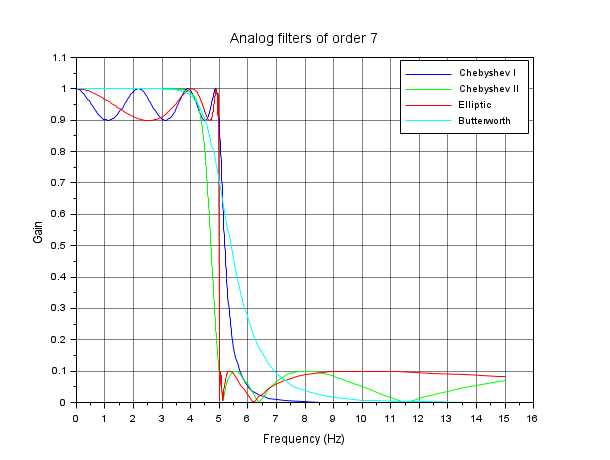 Analog filters of order 7
1.1
1
0.9
0.8
0.7
0.6
0.5
0.4
0.3
0.2
0.1
0
Gain
Chebyshev I
Chebyshev II
Elliptic
Butterworth
0 1 2 3 4 5 6 7 8 9 10 11 12 13 14 15 16
Frequency (Hz)